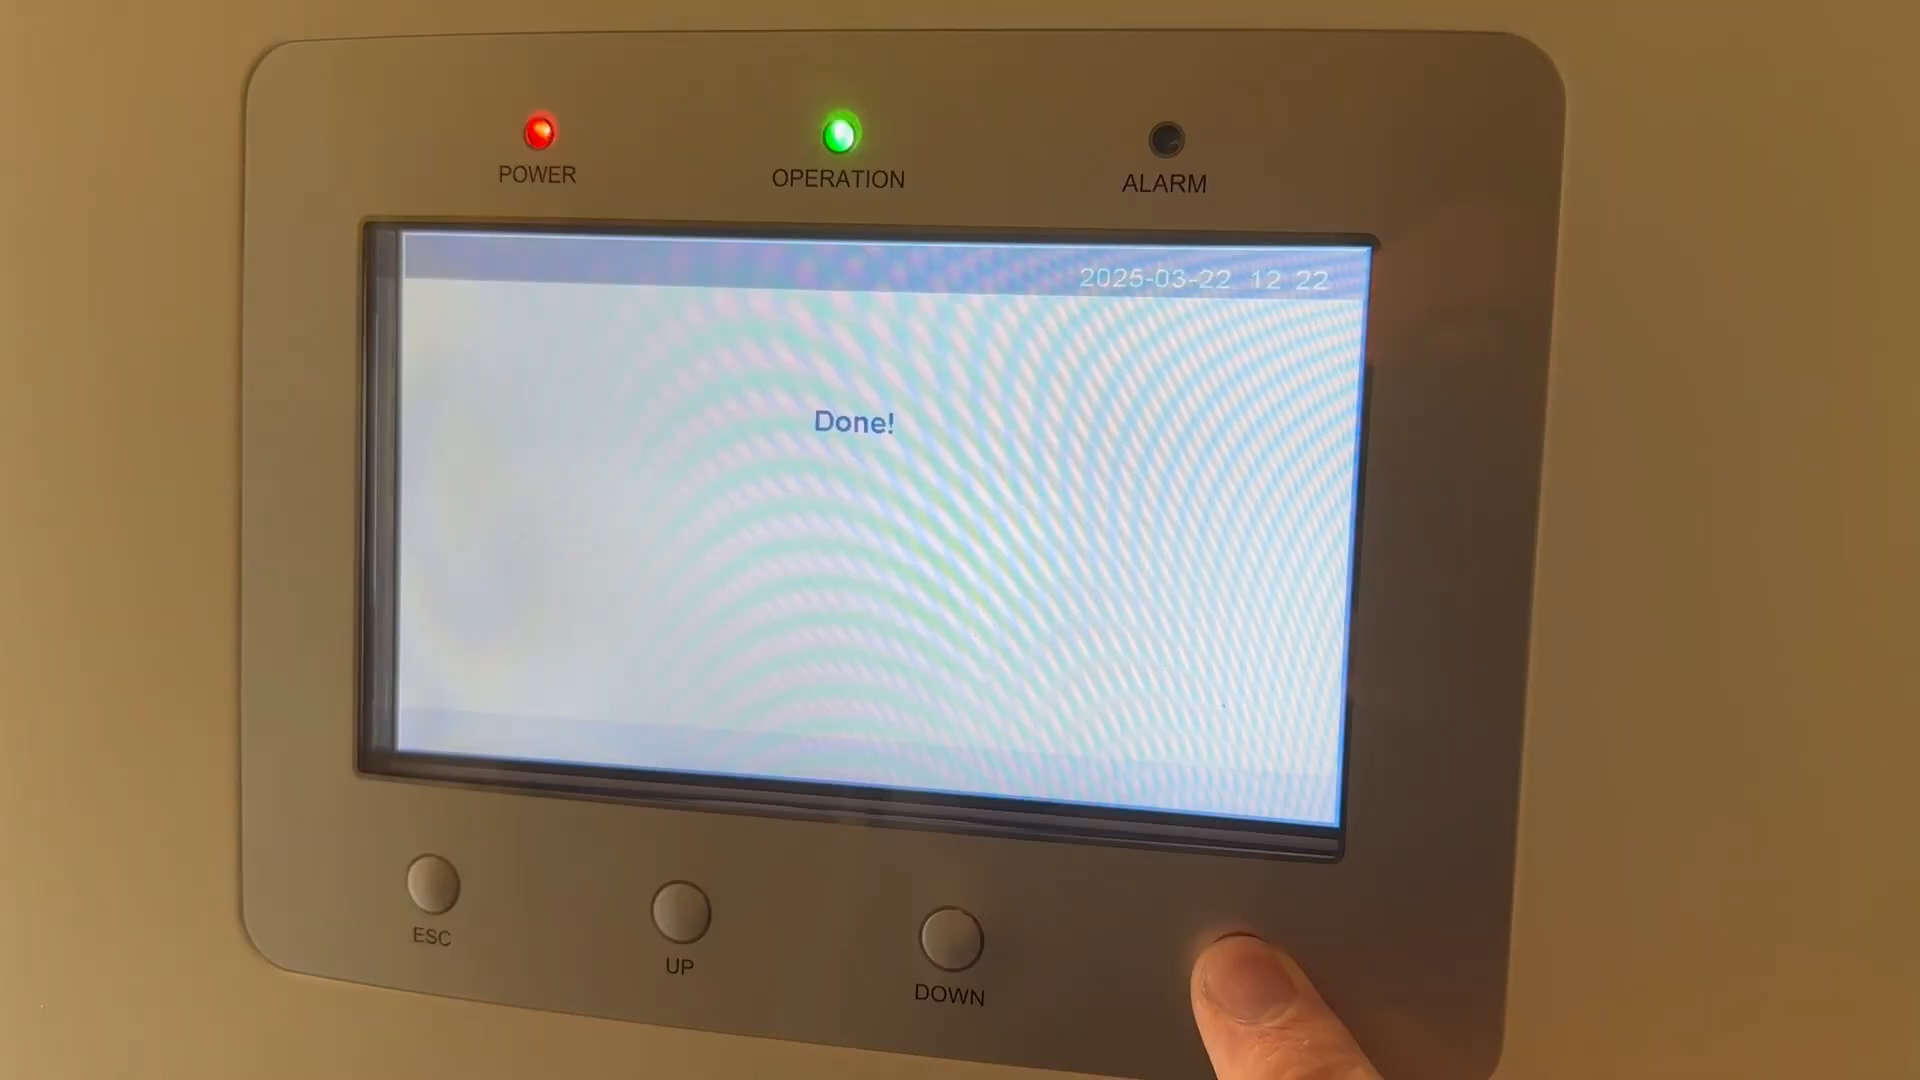 POWER
OPERATION
ALARM
2025-03-22 12 22
Done!
ESC
UP
DOWN